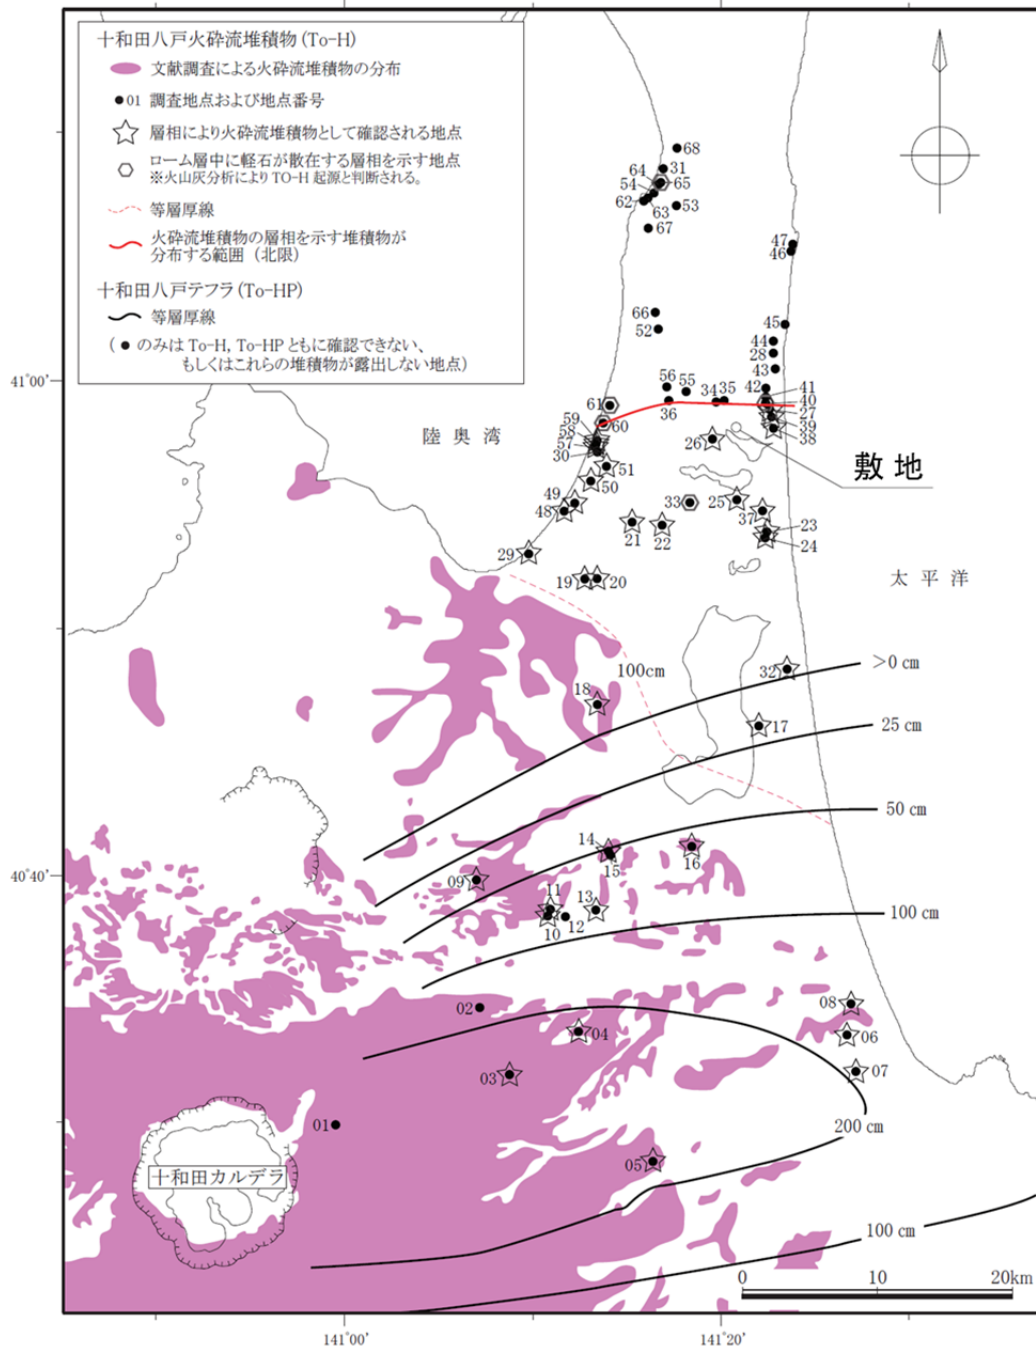 十和田八戸火砕流堆積物 (To-H)
文献調査による火砕流堆積物の分布
01 調査地点および地点番号
層相により火砕流堆積物として確認される地点
ローム層中に軽石が散在する層相を示す地点
※火山灰分析により TO-H 起源と判断される。
等層厚線
火砕流堆積物の層相を示す堆積物が
分布する範囲 (北限)
十和田八戸テフラ (To-HP)
等層厚線
( ● のみは To-H, To-HP ともに確認できない、
もしくはこれらの堆積物が露出しない地点)
68
31
64
65
54
62
63
53
67
47
46
66
52
45
44
28
43
41°00'
56
55
42
41
34
35
40
61
36
27
60
39
59
38
58
26
57
30
陸奥湾
敷地
51
50
49
48
33
25
37
23
21
22
24
29
19
20
太平洋
100cm
>0 cm
32
18
17
25 cm
50 cm
14
15
16
40°40'
09
11
13
10
12
100 cm
02
08
04
06
03
07
01
200 cm
05
十和田カルデラ
100 cm
0
10
20km
141°00'
141°20'